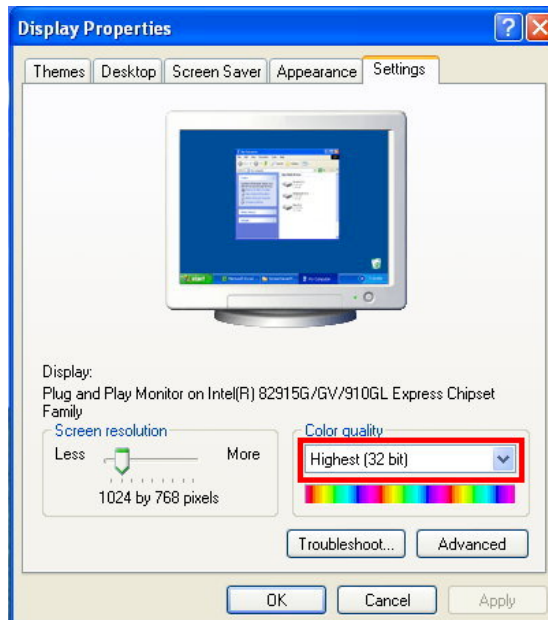 Display Properties
Themes Desktop Screen Saver Appearance Settings
Display:
Plug and Play Monitor on Intel(R) 82915G/GV/910GL Express Chipset
Family
Screen resolution
Less More
1024 by 768 pixels
Color quality
Highest (32 bit)
Troubleshoot... Advanced
OK Cancel Apply